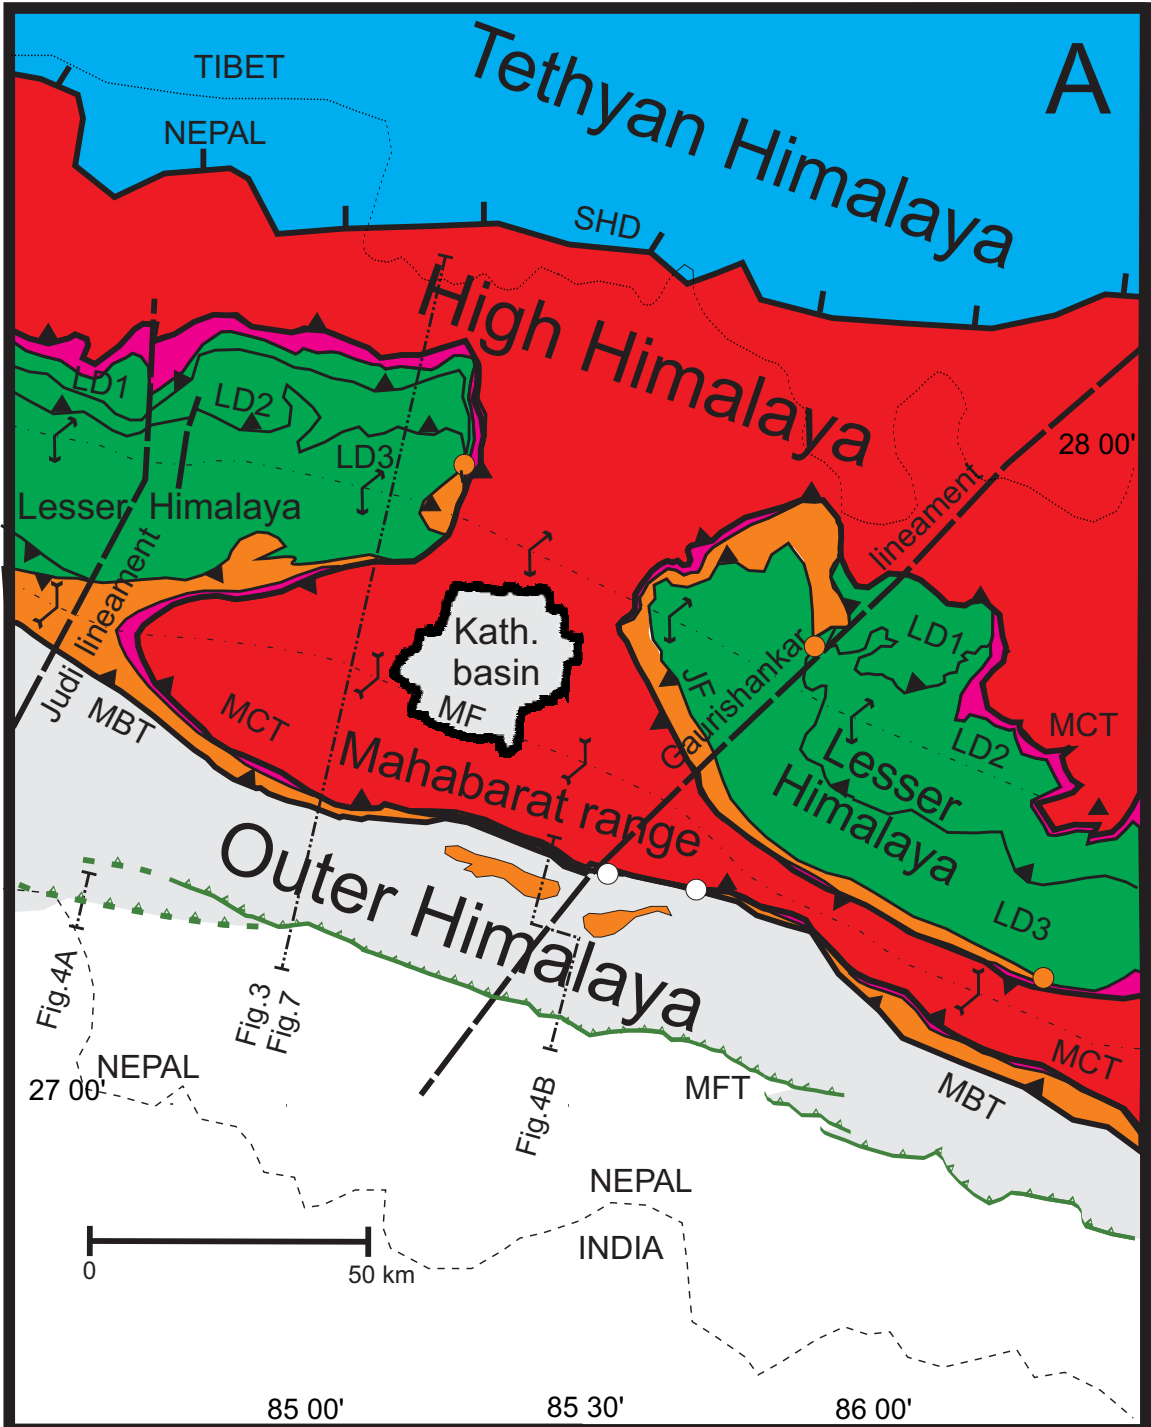 A
TIBET
Tethyan Himalaya
NEPAL
SHD
High Himalaya
LD1
LD2
28 00'
LD3
Lesser Himalaya
lineament
Judi lineament
Kath.
basin
LD1
MF
JF
Gaurishankar
MCT
MBT
MCT
LD2
Mahabarat range
Lesser
Himalaya
Outer Himalaya
LD3
Fig.4A
Fig.3
Fig.7
MCT
NEPAL
27 00'
MFT
MBT
Fig.4B
NEPAL
INDIA
0
50 km
85 00'
85 30'
86 00'